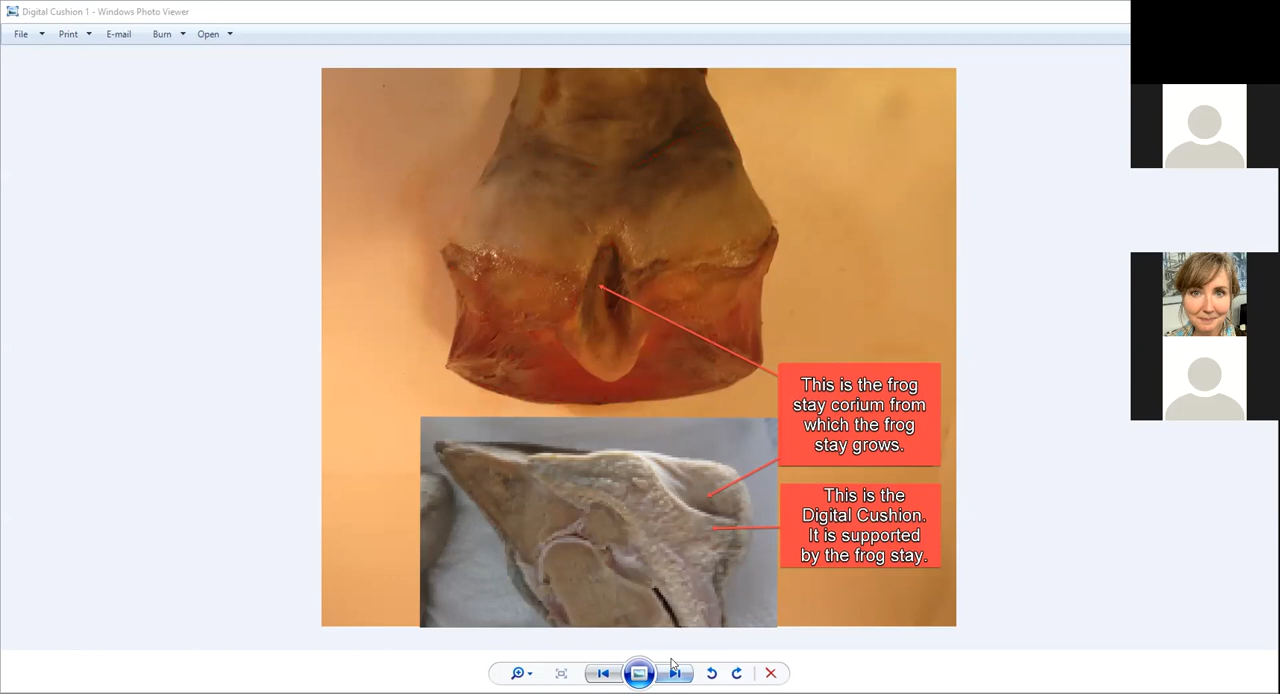 Digital Cushion 1 - Windows Photo Viewer
File Print E-mail Burn Open
This is the frog
stay corium from
which the frog
stay grows.
This is the
Digital Cushion.
It is supported
by the frog stay.